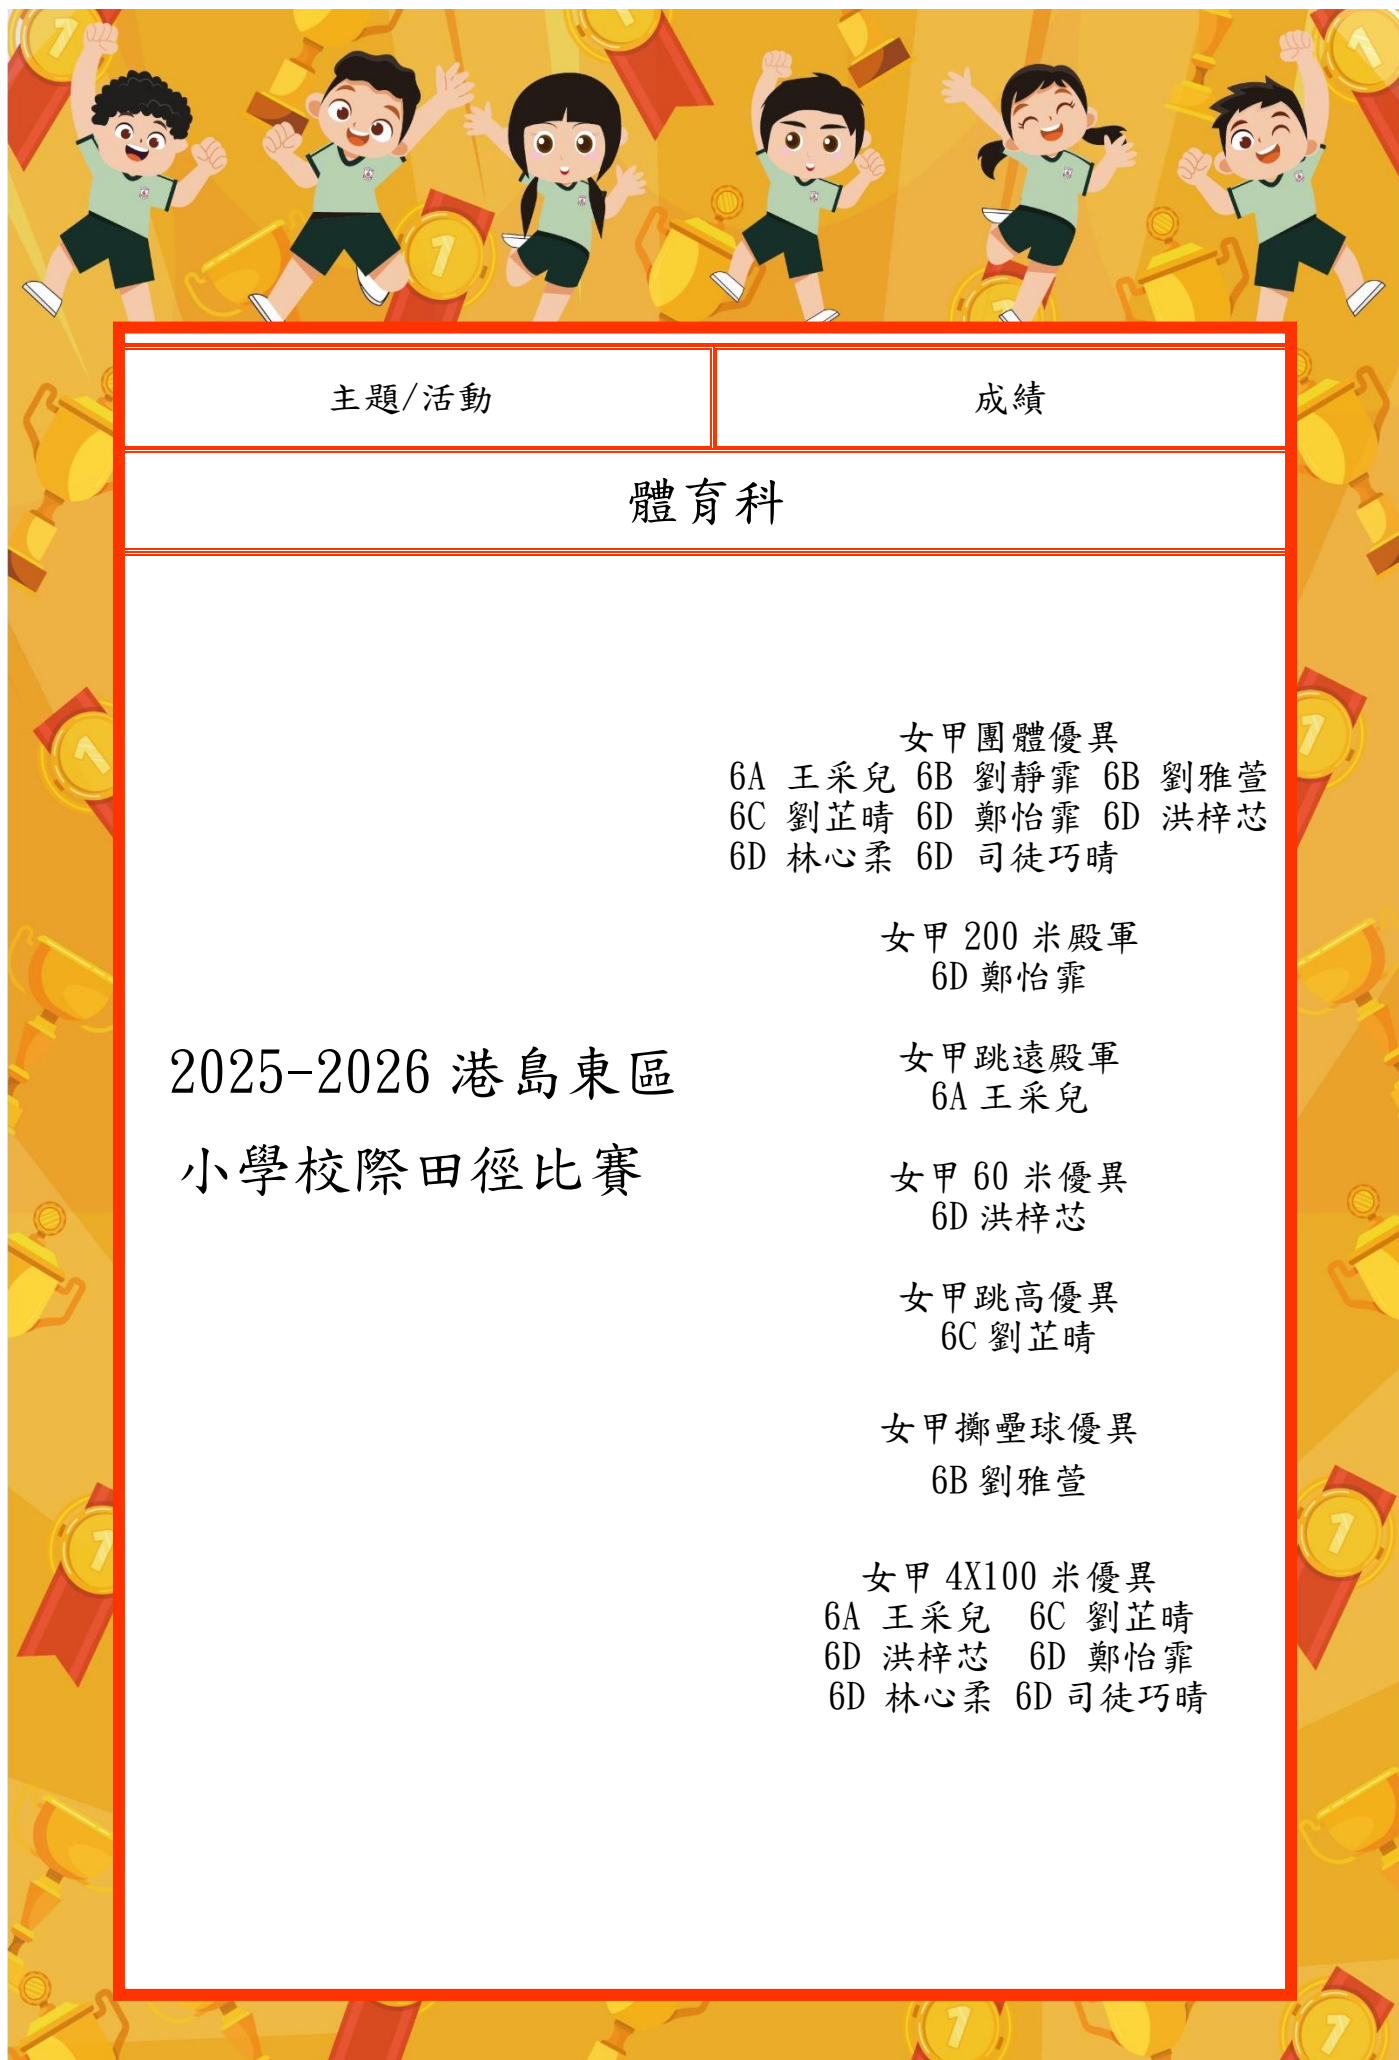 主題/活動
成績
體育科
2025-2026 港島東區
小學校際田徑比賽
女甲團體優異
6A 王采兒 6B 劉靜霏 6B 劉雅萱
6C 劉芷晴 6D 鄭怡霏 6D 洪梓芯
6D 林心柔 6D 司徒巧晴
女甲 200 米殿軍
6D 鄭怡霏
女甲跳遠殿軍
6A 王采兒
女甲 60 米優異
6D 洪梓芯
女甲跳高優異
6C 劉芷晴
女甲擲壘球優異
6B 劉雅萱
女甲 4X100 米優異
6A 王采兒 6C 劉芷晴
6D 洪梓芯 6D 鄭怡霏
6D 林心柔 6D 司徒巧晴